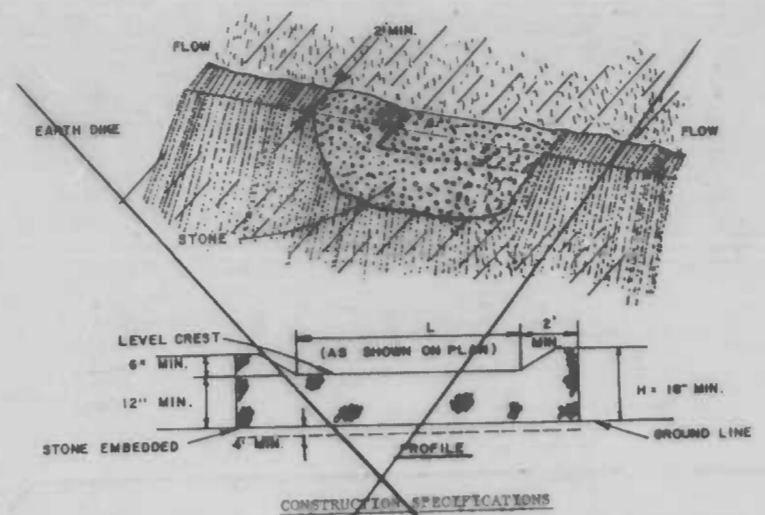 2' MIN.
FLOW
EARTH DIKE
FLOW
STONE
L
2'
LEVEL CREST
(AS SHOWN ON PLAN)
MIN
6" MIN.
12" MIN.
H = 18" MIN.
STONE EMBEDDED
4" MIN.
GROUND LINE
PROFILE
CONSTRUCTION SPECIFICATIONS